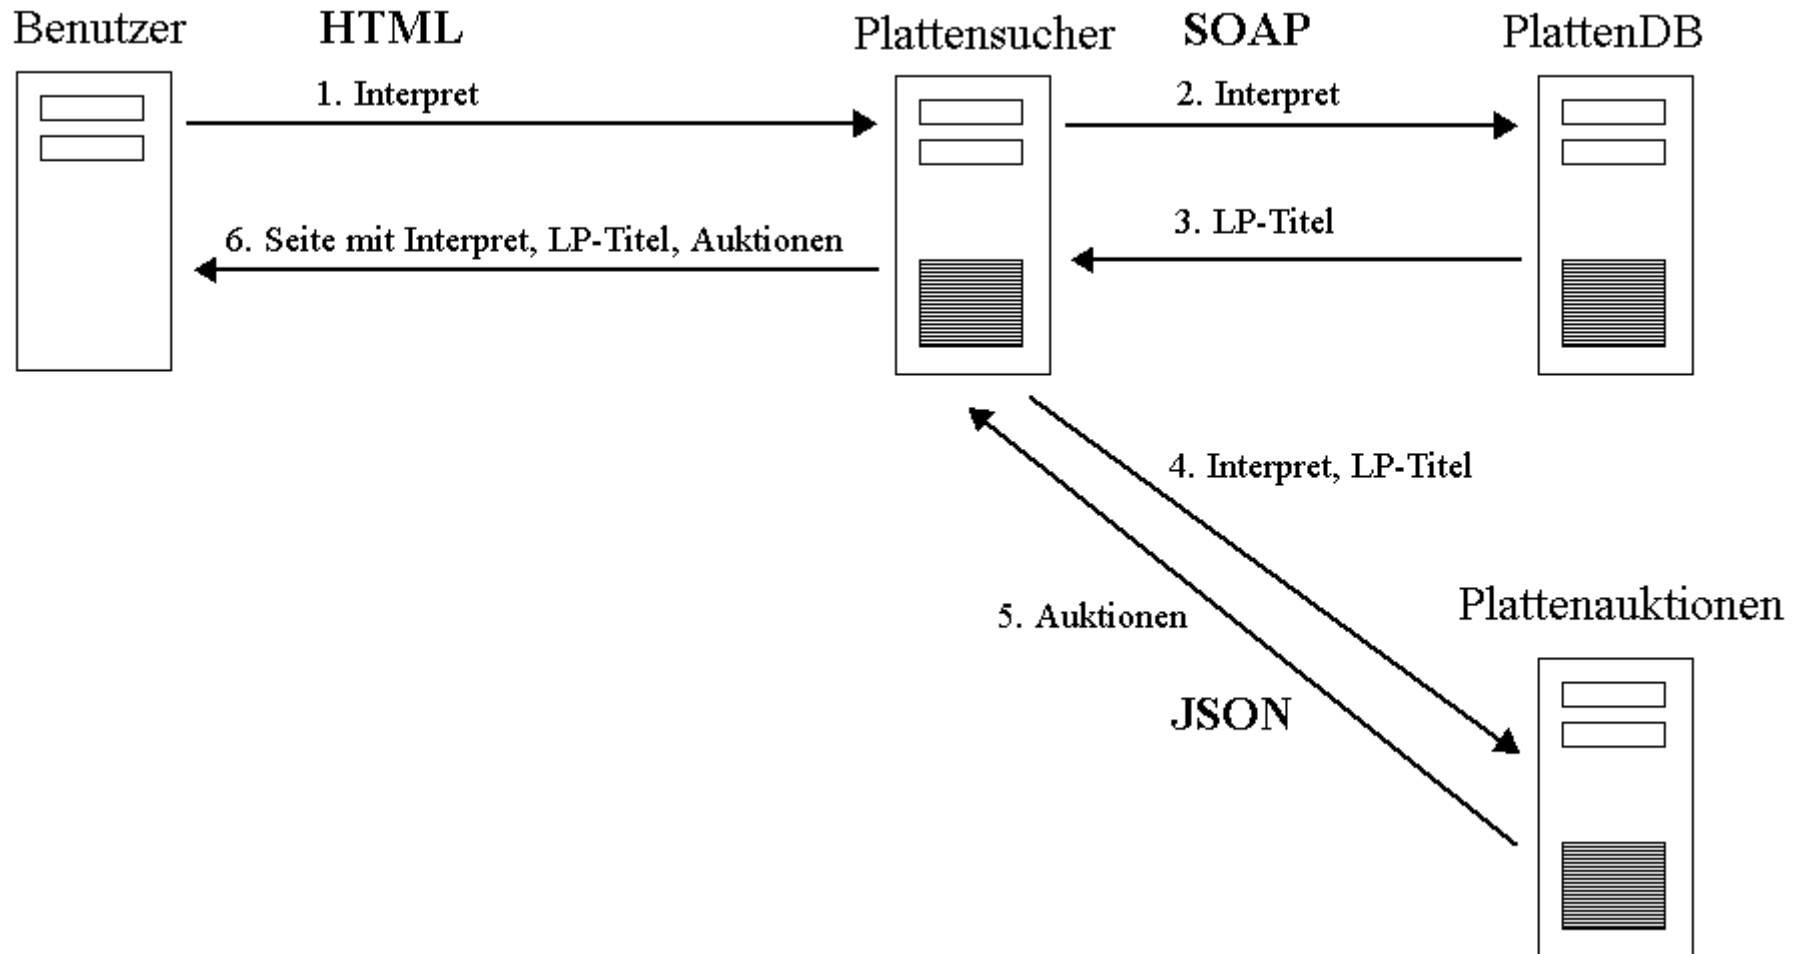 Benutzer
HTML
Plattensucher
SOAP
PlattenDB
1. Interpret
2. Interpret
6. Seite mit Interpret, LP-Titel, Auktionen
3. LP-Titel
4. Interpret, LP-Titel
5. Auktionen
Plattenauktionen
JSON